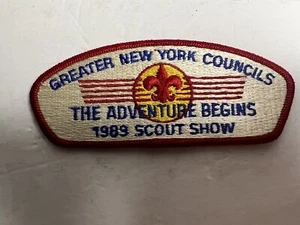 GREATER NEW YORK COUNCILS
THE ADVENTURE BEGINS
1989 SCOUT SHOW